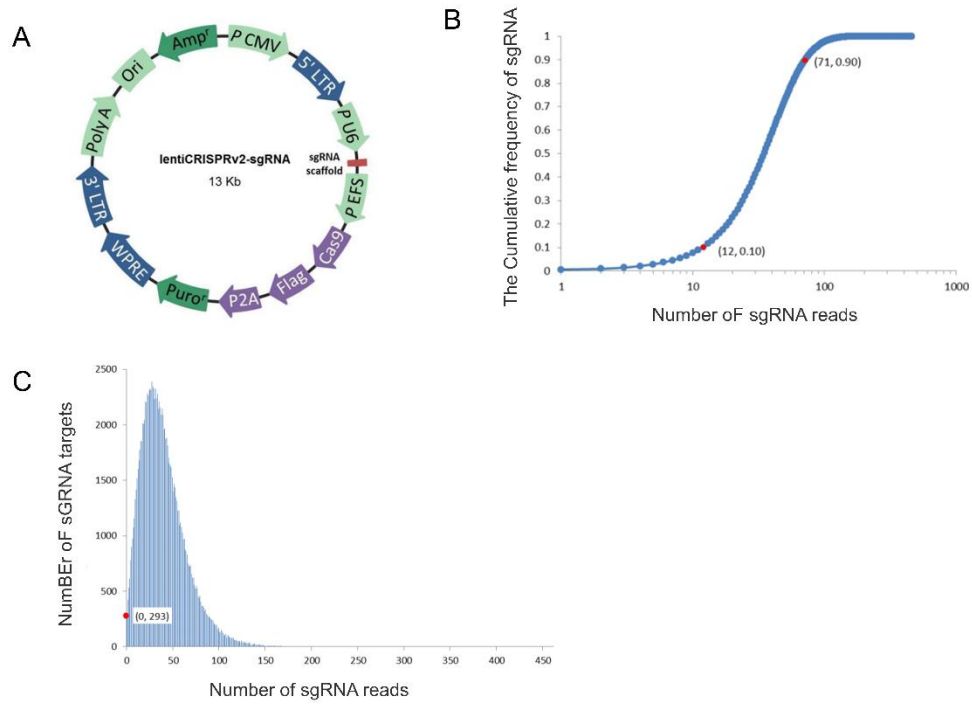 A
P CMV
5' LTR
P U6
sgRNA
scaffold
P EFS
Cas9
Flag
P2A
Puroʳ
WPRE
3' LTR
Poly A
Ori
Ampʳ
lentiCRISPRv2-sgRNA
13 Kb
B
The Cumulative frequency of sgRNA
1
0.9
0.8
0.7
0.6
0.5
0.4
0.3
0.2
0.1
0
(71, 0.90)
(12, 0.10)
1 10 100 1000
Number oF sgRNA reads
C
NumBEr oF sGRNA targets
2500
2000
1500
1000
500
0
(0, 293)
0 50 100 150 200 250 300 350 400 450
Number of sgRNA reads